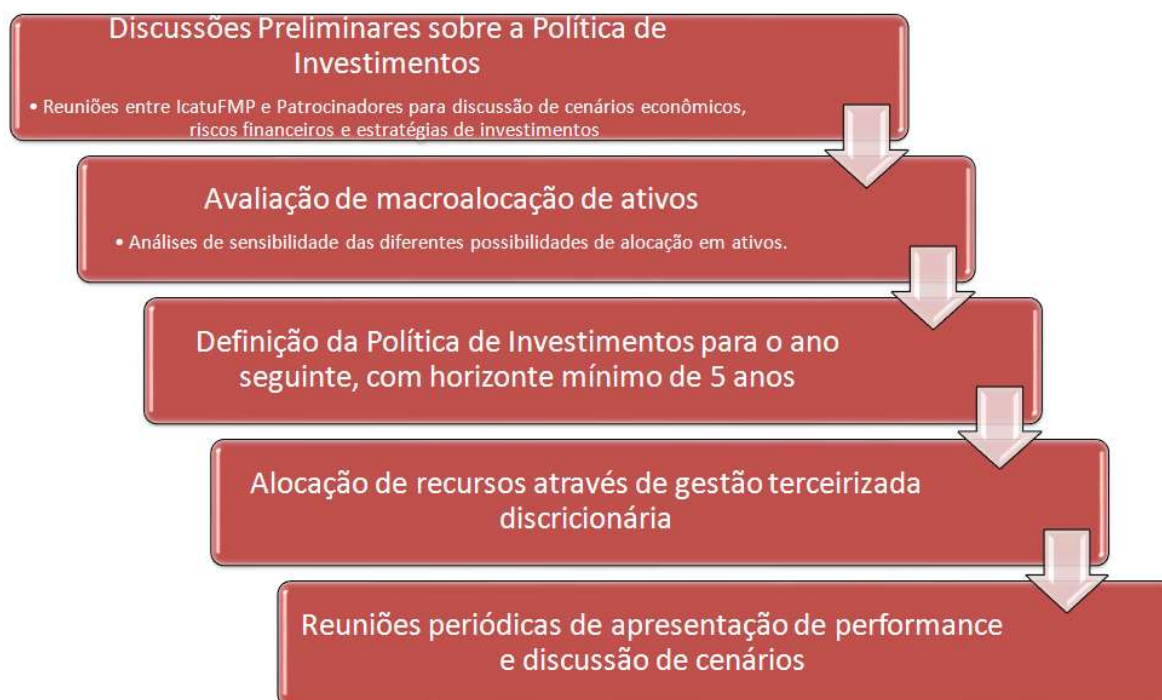 Discussões Preliminares sobre a Política de
Investimentos
• Reuniões entre IcatuFMP e Patrocinadores para discussão de cenários econômicos,
riscos financeiros e estratégias de investimentos
Avaliação de macroalocação de ativos
• Análises de sensibilidade das diferentes possibilidades de alocação em ativos.
Definição da Política de Investimentos para o ano
seguinte, com horizonte mínimo de 5 anos
Alocação de recursos através de gestão terceirizada
discricionária
Reuniões periódicas de apresentação de performance
e discussão de cenários